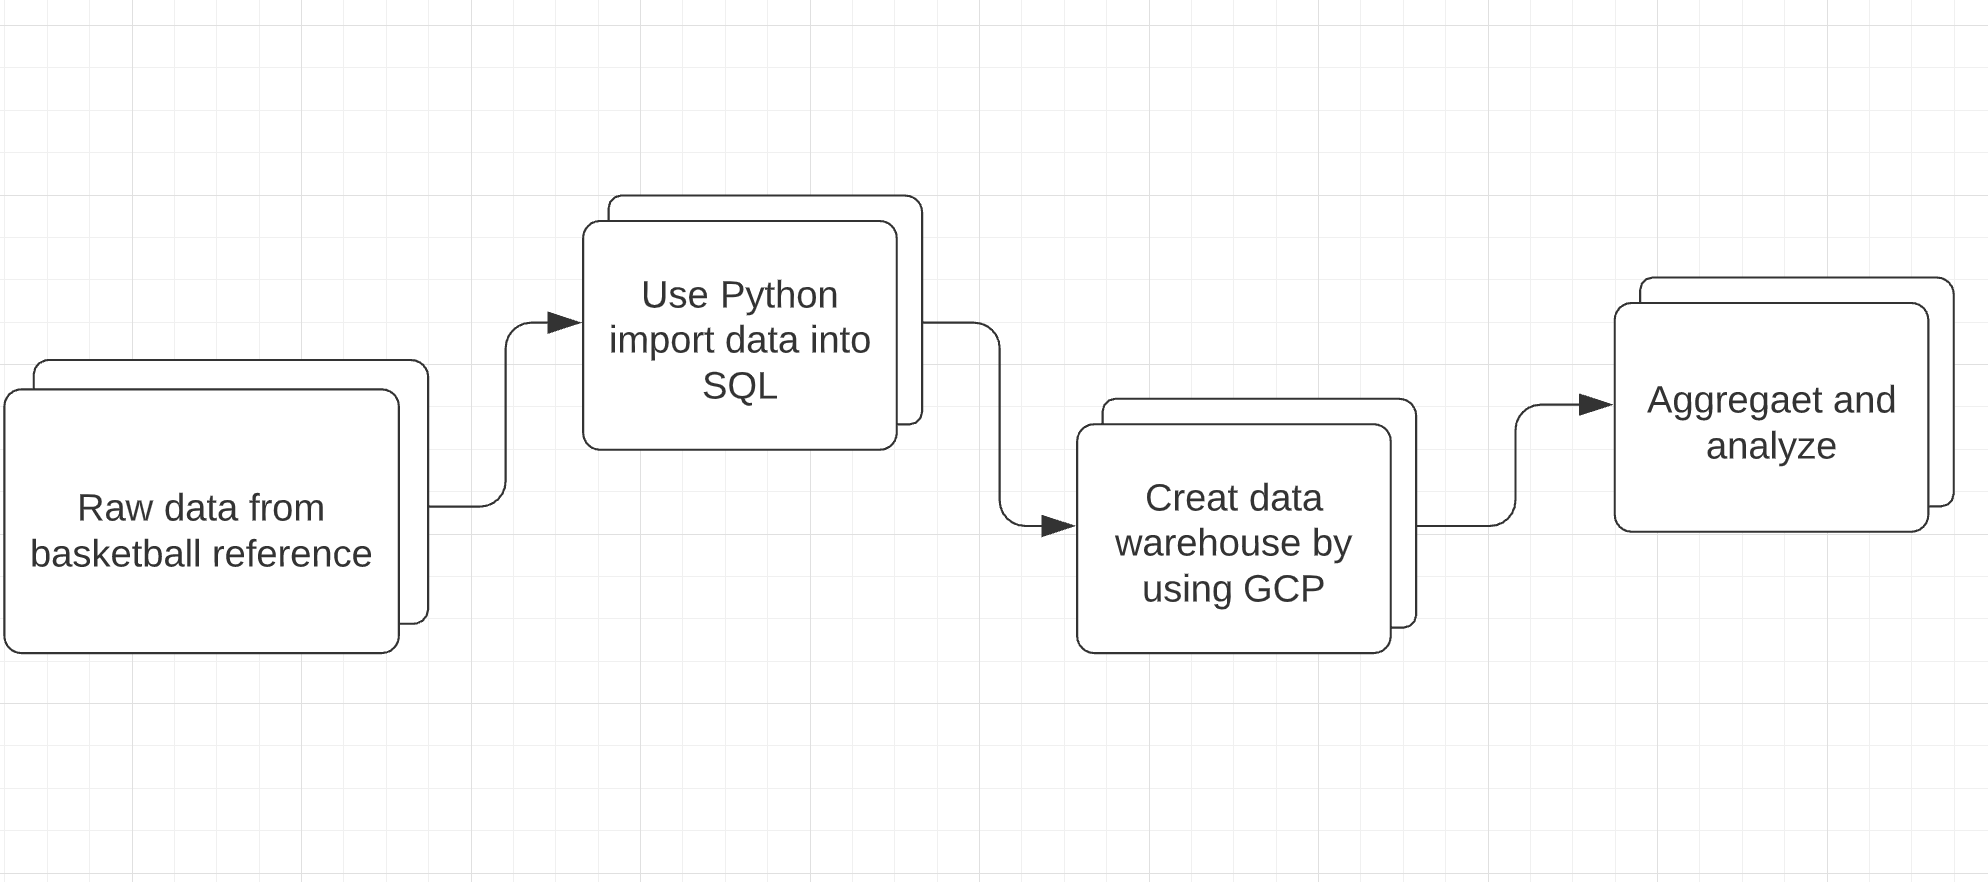 Raw data from
basketball reference
Use Python
import data into
SQL
Creat data
warehouse by
using GCP
Aggregaet and
analyze